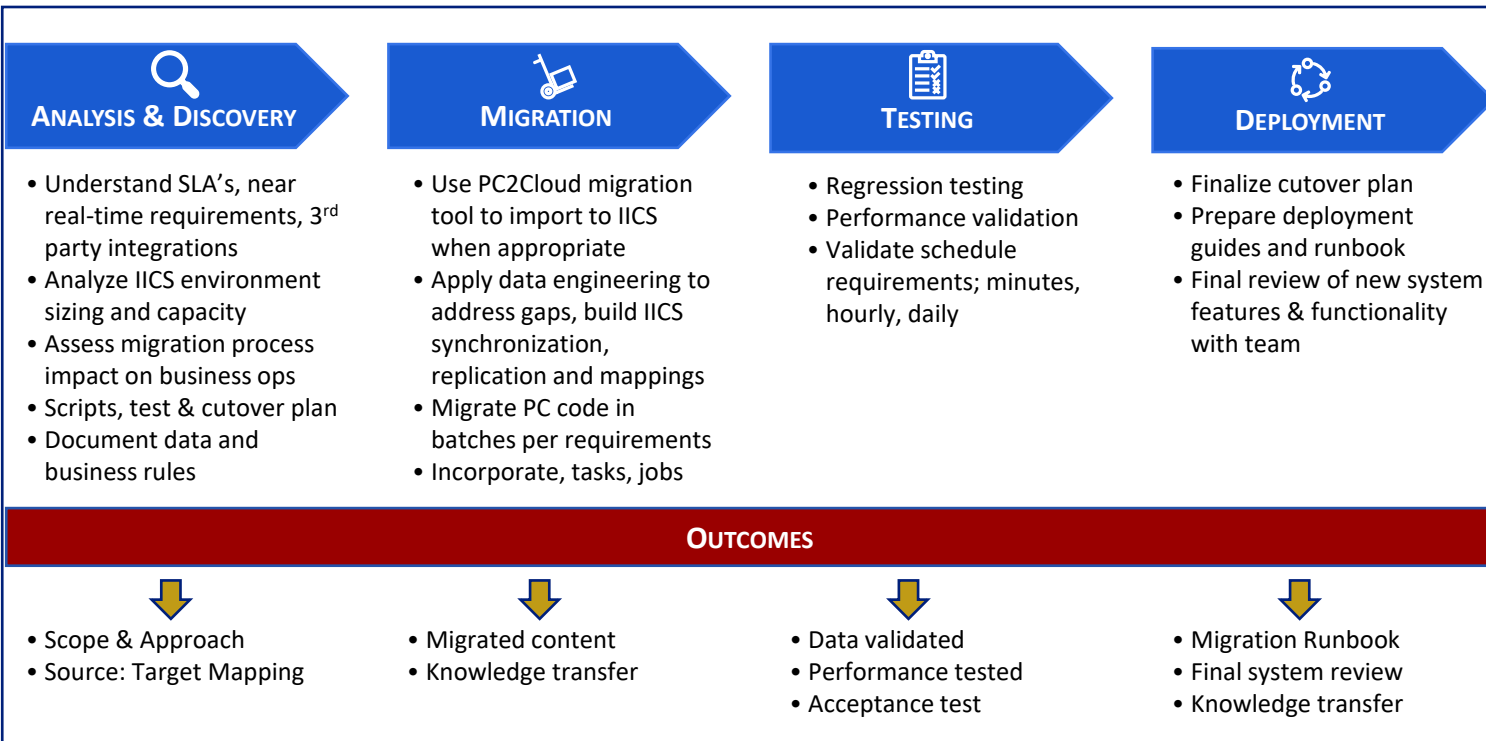 ANALYSIS & DISCOVERY
• Understand SLA's, near
real-time requirements, 3rd
party integrations
• Analyze IICS environment
sizing and capacity
• Assess migration process
impact on business ops
• Scripts, test & cutover plan
• Document data and
business rules
MIGRATION
• Use PC2Cloud migration
tool to import to IICS
when appropriate
• Apply data engineering to
address gaps, build IICS
synchronization,
replication and mappings
• Migrate PC code in
batches per requirements
• Incorporate, tasks, jobs
TESTING
• Regression testing
• Performance validation
• Validate schedule
requirements; minutes,
hourly, daily
DEPLOYMENT
• Finalize cutover plan
• Prepare deployment
guides and runbook
• Final review of new system
features & functionality
with team
OUTCOMES
• Scope & Approach
• Source: Target Mapping
• Migrated content
• Knowledge transfer
• Data validated
• Performance tested
• Acceptance test
• Migration Runbook
• Final system review
• Knowledge transfer